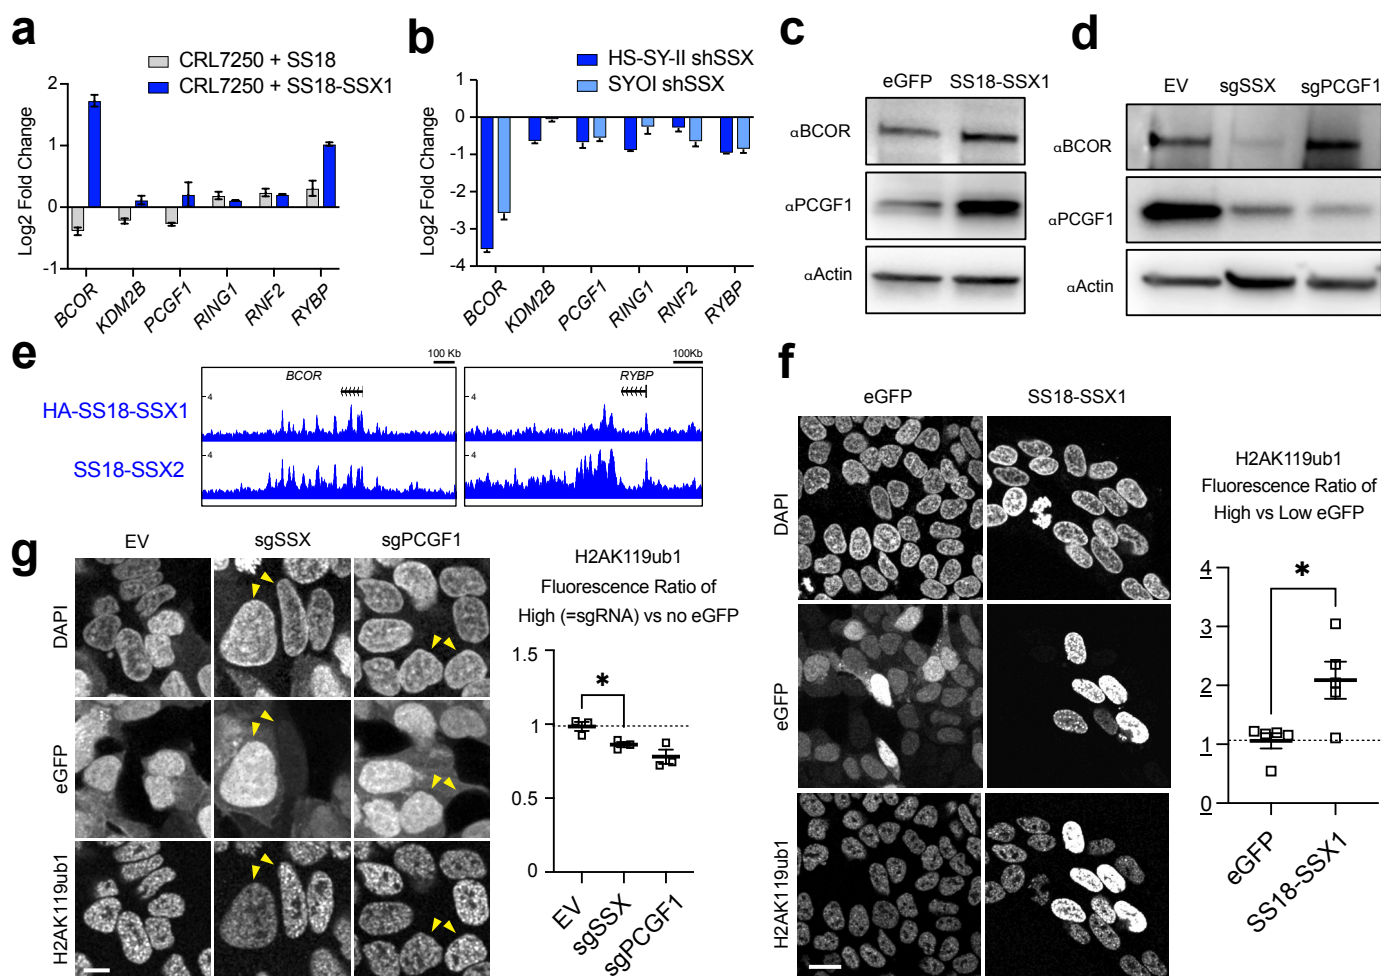 a
CRL7250 + SS18
CRL7250 + SS18-SSX1
Log2 Fold Change
2
1
0
-1
BCOR
KDM2B
PCGF1
RING1
RNF2
RYBP
b
HS-SY-II shSSX
SYOI shSSX
Log2 Fold Change
1
0
-1
-2
-3
-4
BCOR
KDM2B
PCGF1
RING1
RNF2
RYBP
c
eGFP SS18-SSX1
αBCOR
αPCGF1
αActin
d
EV sgSSX sgPCGF1
αBCOR
αPCGF1
αActin
e
100 Kb
100Kb
BCOR
RYBP
HA-SS18-SSX1
4
4
SS18-SSX2
4
4
f
eGFP
SS18-SSX1
DAPI
eGFP
H2AK119ub1
H2AK119ub1
Fluorescence Ratio of
High vs Low eGFP
4
3
2
1
0
*
eGFP
SS18-SSX1
g
EV
sgSSX
sgPCGF1
DAPI
eGFP
H2AK119ub1
H2AK119ub1
Fluorescence Ratio of
High (=sgRNA) vs no eGFP
1.5
1
0.5
0
*
EV
sgSSX
sgPCGF1